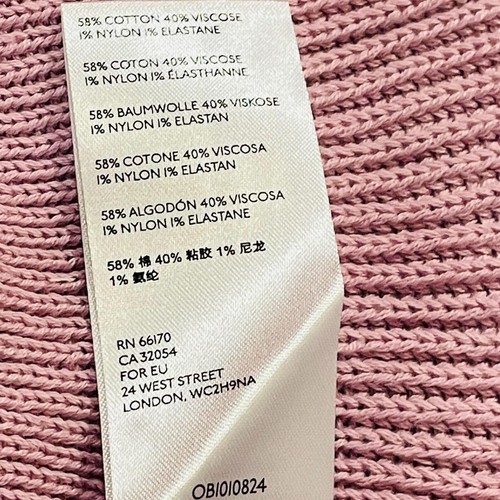 58% COTTON 40% VISCOSE
1% NYLON 1% ELASTANE
58% COTON 40% VISCOSE
1% NYLON 1% ÉLASTHANNE
58% BAUMWOLLE 40% VISKOSE
1% NYLON 1% ELASTAN
58% COTONE 40% VISCOSA
1% NYLON 1% ELASTAN
58% ALGODÓN 40% VISCOSA
1% NYLON 1% ELASTANE
58% 棉 40% 粘胶 1% 尼龙
1% 氨纶
RN 66170
CA 32054
FOR EU
24 WEST STREET
LONDON, WC2H9NA
OB1010824